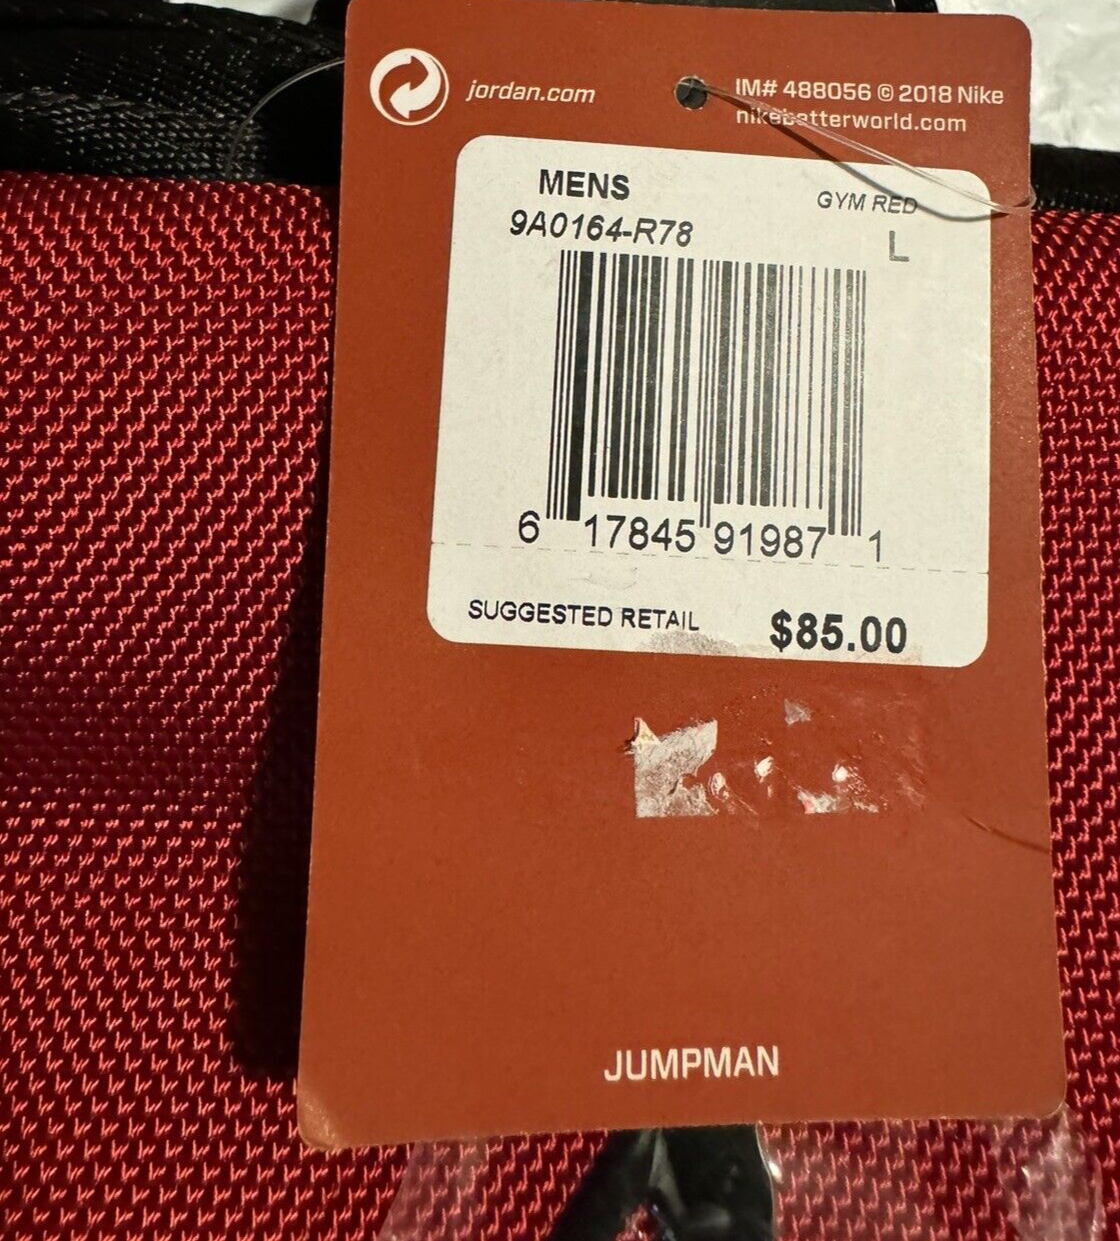 jordan.com
IM# 488056 © 2018 Nike
nikebetterworld.com
MENS
GYM RED
9A0164-R78
L
6 17845 91987 1
SUGGESTED RETAIL $85.00
JUMPMAN